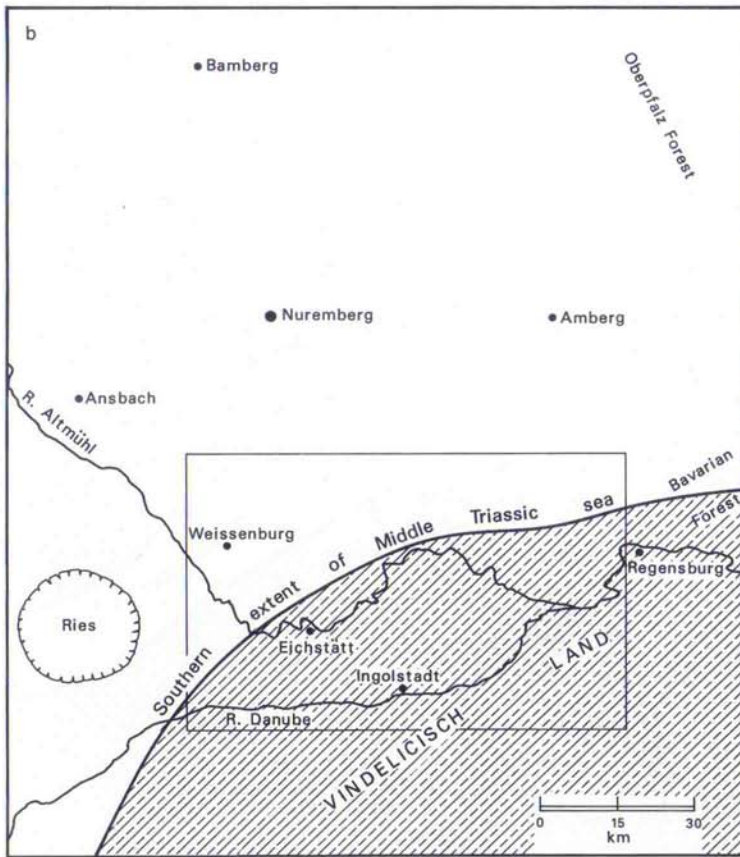 b
Bamberg
Oberpfalz Forest
Nuremberg
Amberg
Ansbach
R. Altmühl
Weissenburg
Southern extent of Middle Triassic sea
Bavarian
Forest
Regensburg
Ries
Eichstätt
Ingolstadt
LAND
R. Danube
VINDELICISCH
0 15 30
km